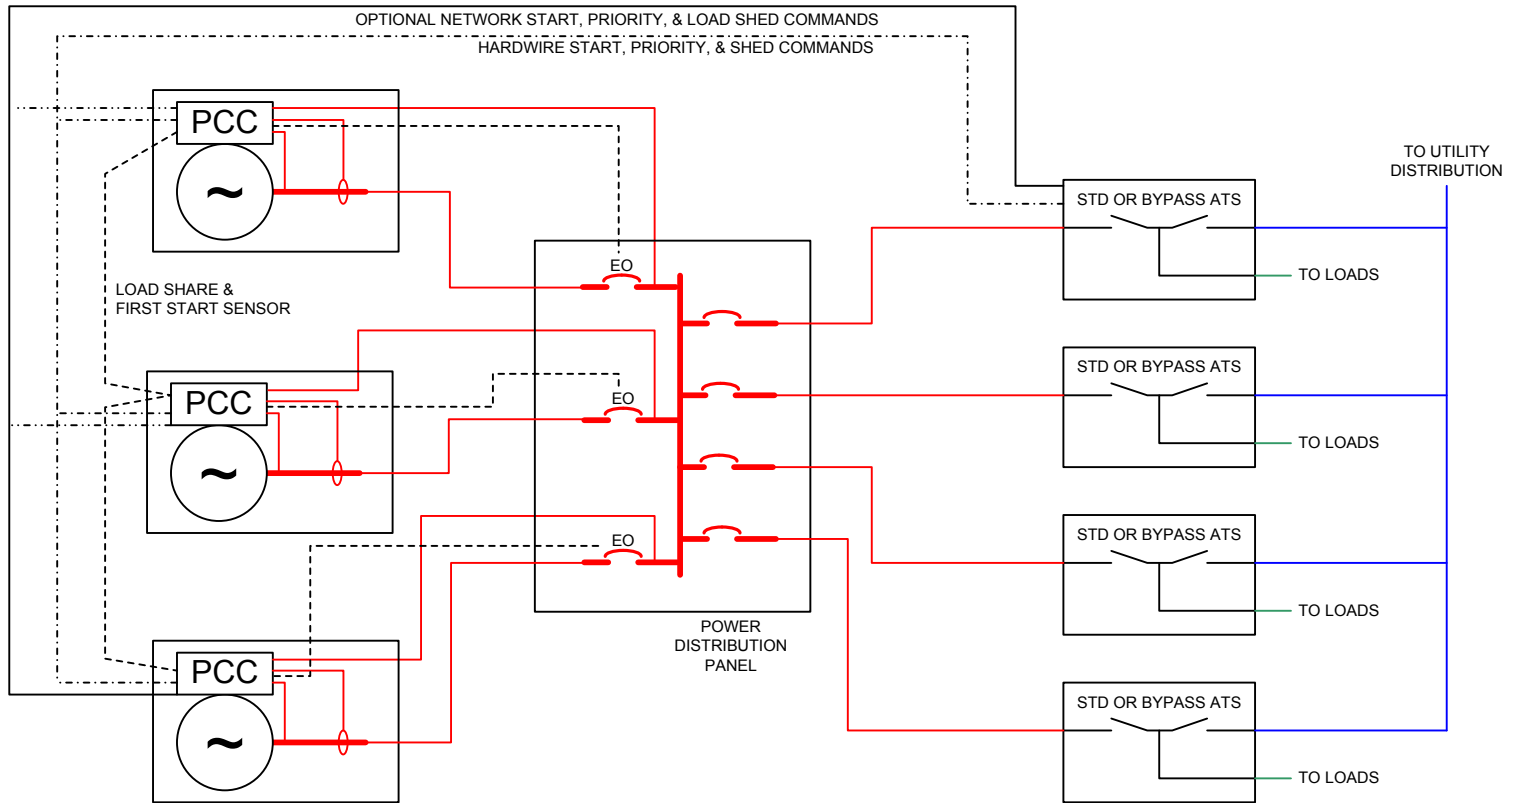 OPTIONAL NETWORK START, PRIORITY, & LOAD SHED COMMANDS
HARDWIRE START, PRIORITY, & SHED COMMANDS
PCC
~
TO UTILITY
DISTRIBUTION
STD OR BYPASS ATS
TO LOADS
EO
LOAD SHARE &
FIRST START SENSOR
STD OR BYPASS ATS
TO LOADS
PCC
~
EO
STD OR BYPASS ATS
TO LOADS
EO
POWER
DISTRIBUTION
PANEL
PCC
~
STD OR BYPASS ATS
TO LOADS